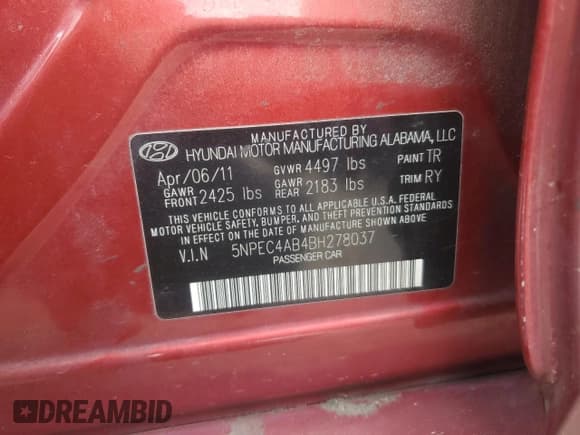 MANUFACTURED BY
HYUNDAI MOTOR MANUFACTURING ALABAMA, LLC
Apr/06/11 GVWR 4497 lbs PAINT TR
GAWR FRONT 2425 lbs GAWR REAR 2183 lbs TRIM RY
THIS VEHICLE CONFORMS TO ALL APPLICABLE U.S.A. FEDERAL
MOTOR VEHICLE SAFETY, BUMPER, AND THEFT PREVENTION STANDARDS
IN EFFECT ON THE DATE OF MANUFACTURE SHOWN ABOVE.
V.I.N 5NPEC4AB4BH278037
PASSENGER CAR
DREAMBID